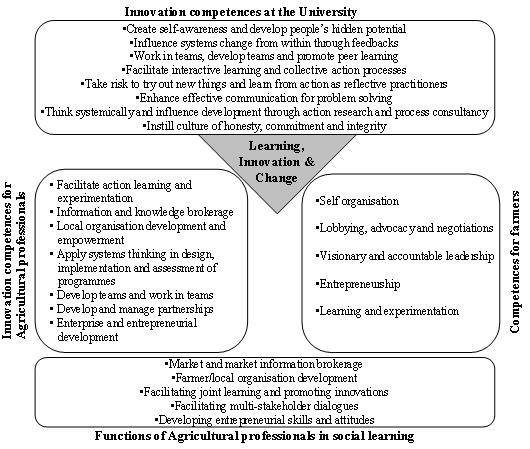 Innovation competences at the University
•Create self-awareness and develop people's hidden potential
•Influence systems change from within through feedbacks
•Work in teams, develop teams and promote peer learning
•Facilitate interactive learning and collective action processes
•Take risk to try out new things and learn from action as reflective practitioners
•Enhance effective communication for problem solving
•Think systemically and influence development through action research and process consultancy
•Instill culture of honesty, commitment and integrity
Learning,
Innovation &
Change
Innovation competences for
Agricultural professionals
• Facilitate action learning and
experimentation
• Information and knowledge brokerage
• Local organisation development and
empowerment
• Apply systems thinking in design,
implementation and assessment of
programmes
• Develop teams and work in teams
• Develop and manage partnerships
• Enterprise and entrepreneurial
development
•Self organisation
•Lobbying, advocacy and negotiations
•Visionary and accountable leadership
•Entrepreneurship
•Learning and experimentation
Competences for farmers
•Market and market information brokerage
•Farmer/local organisation development
•Facilitating joint learning and promoting innovations
•Facilitating multi-stakeholder dialogues
•Developing entrepreneurial skills and attitudes
Functions of Agricultural professionals in social learning